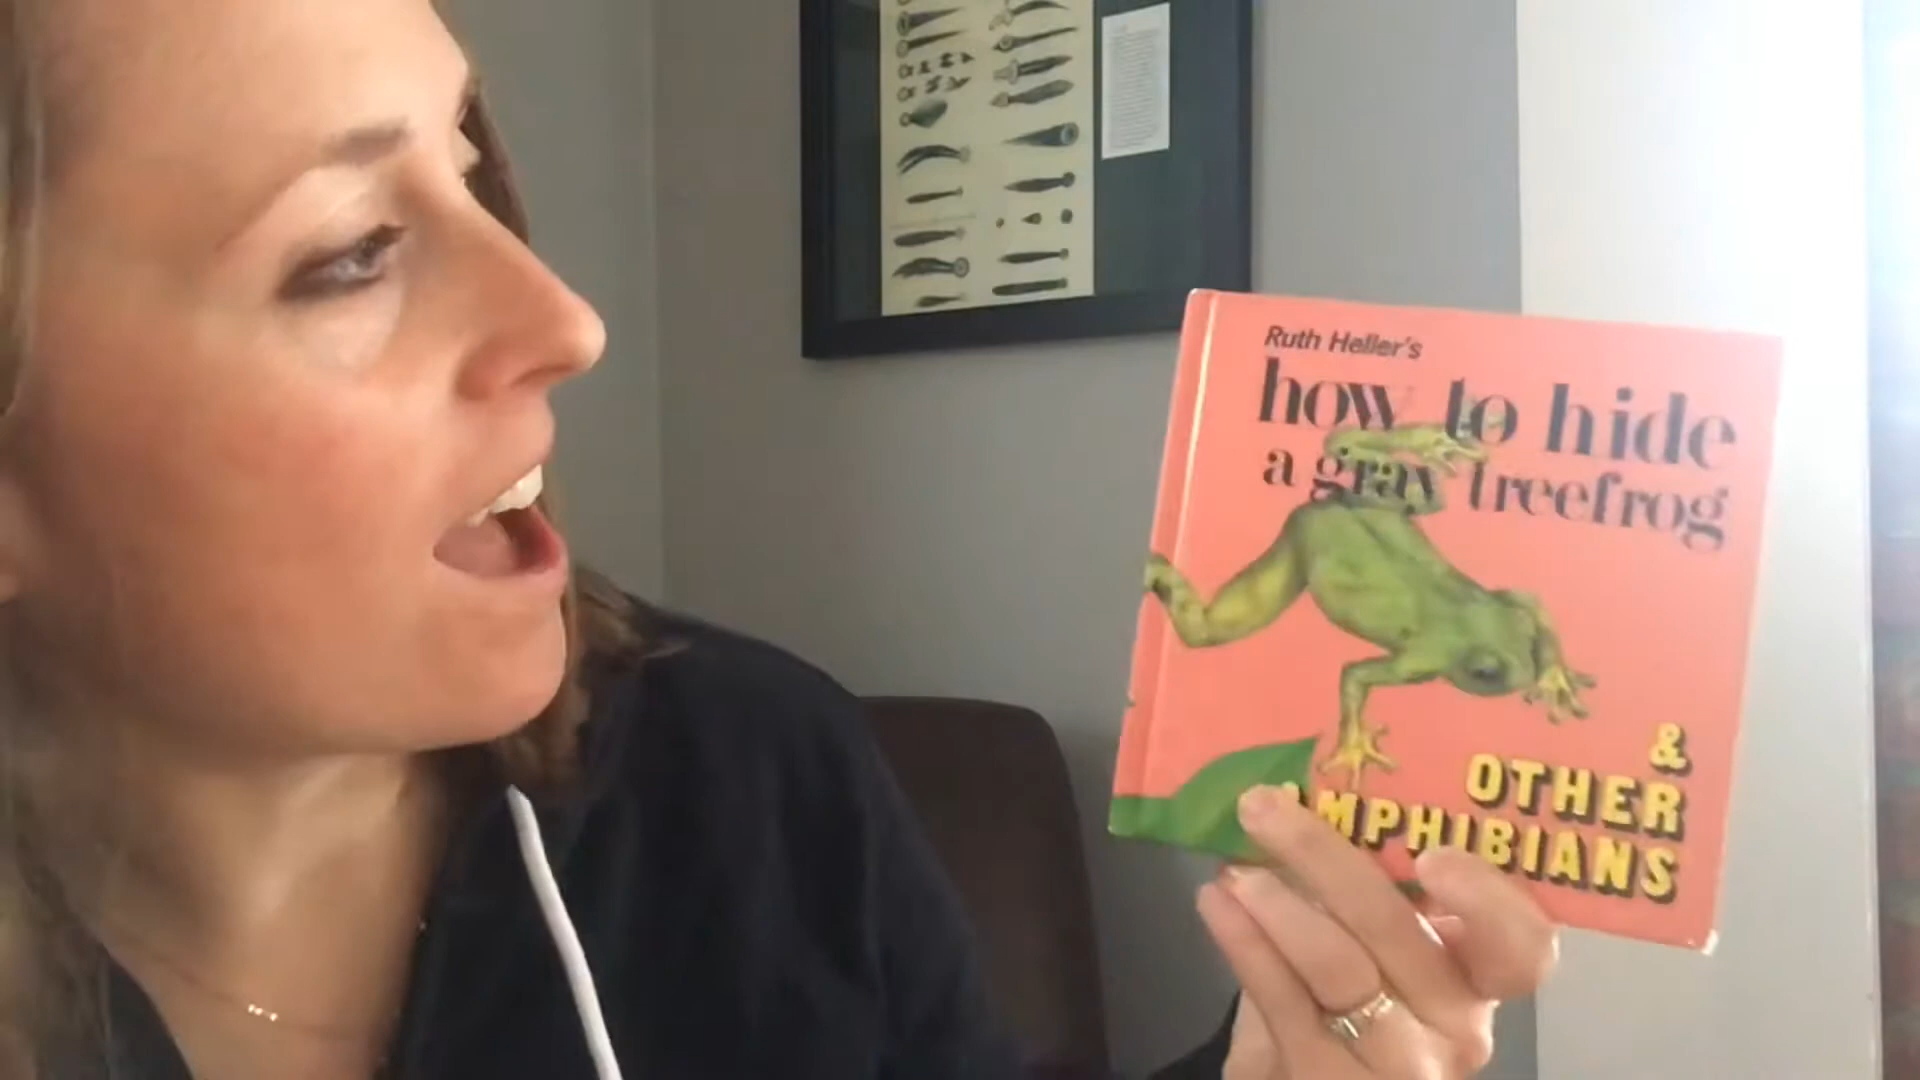 Ruth Heller's
how to hide
a gray treefrog
&
OTHER
AMPHIBIANS